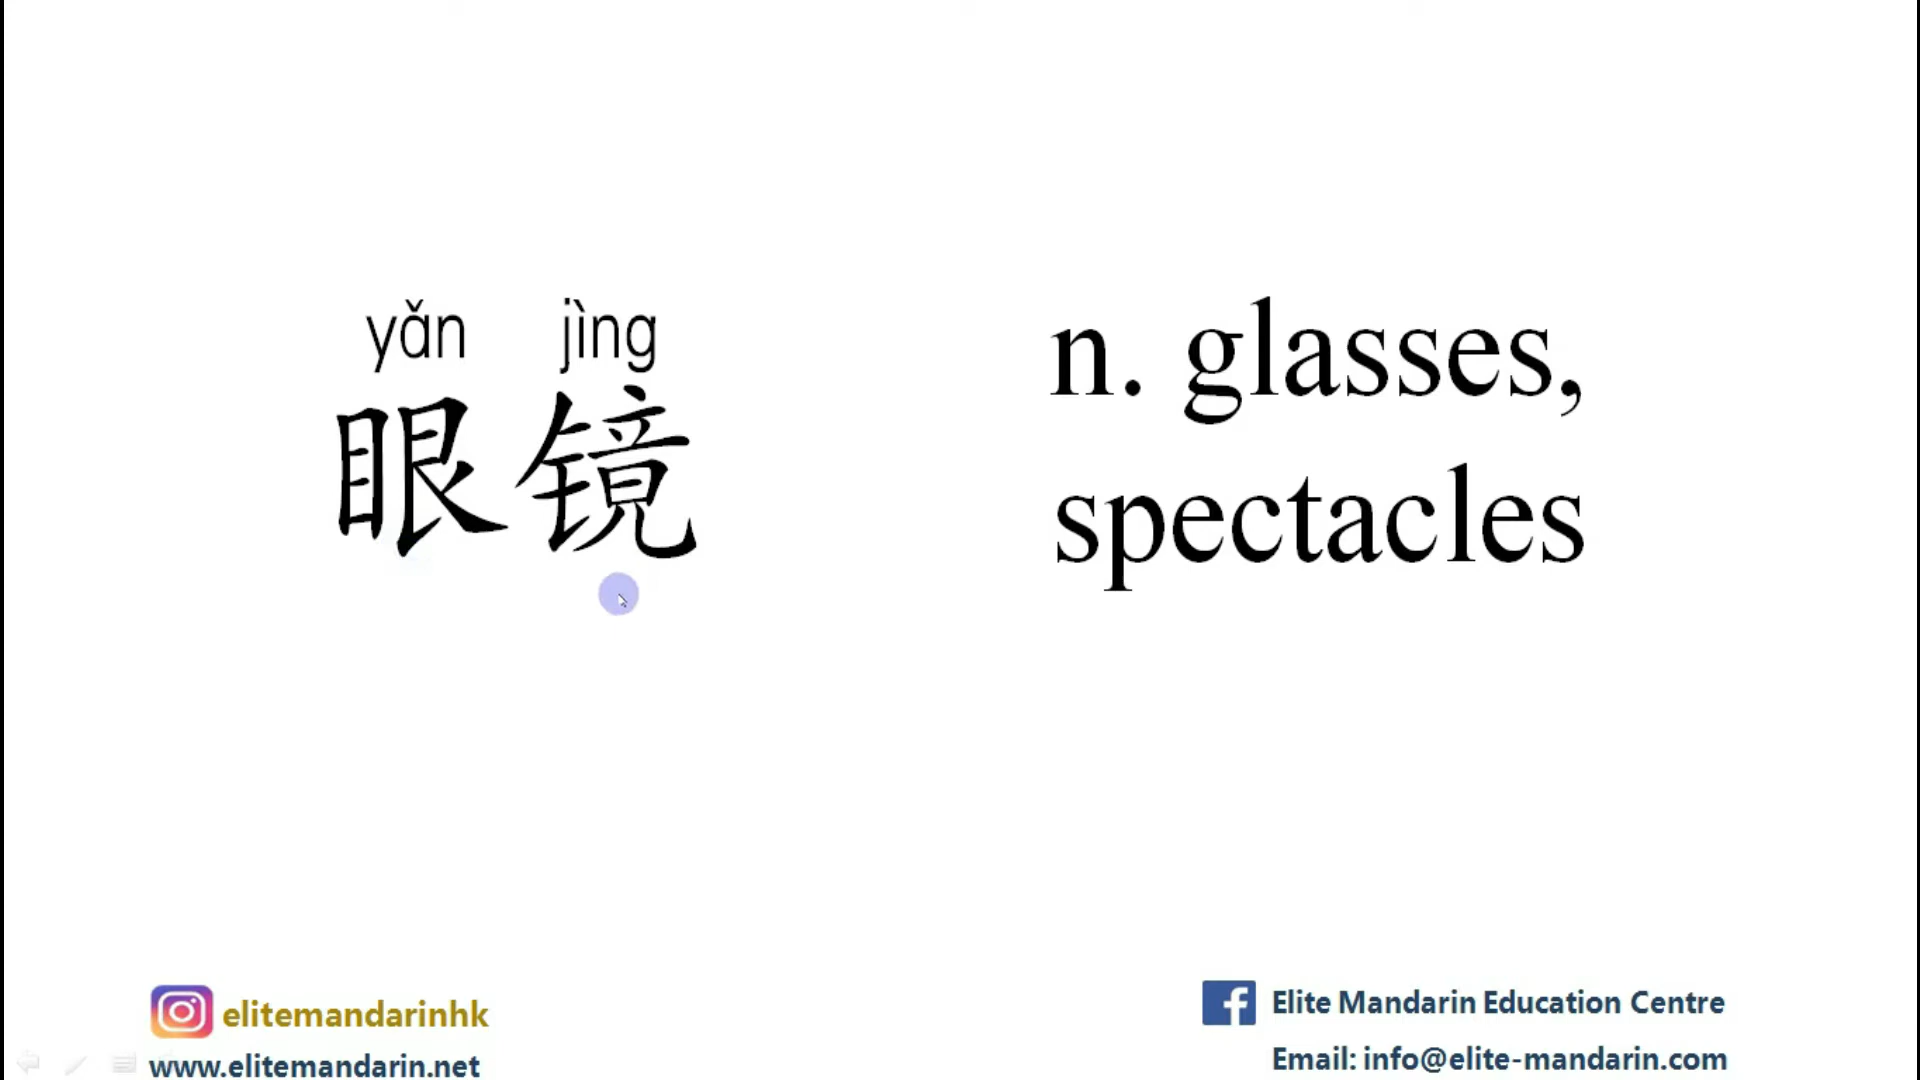 yǎn jìng
眼镜
n. glasses,
spectacles
elitemandarinhk
www.elitemandarin.net
Elite Mandarin Education Centre
Email: info@elite-mandarin.com